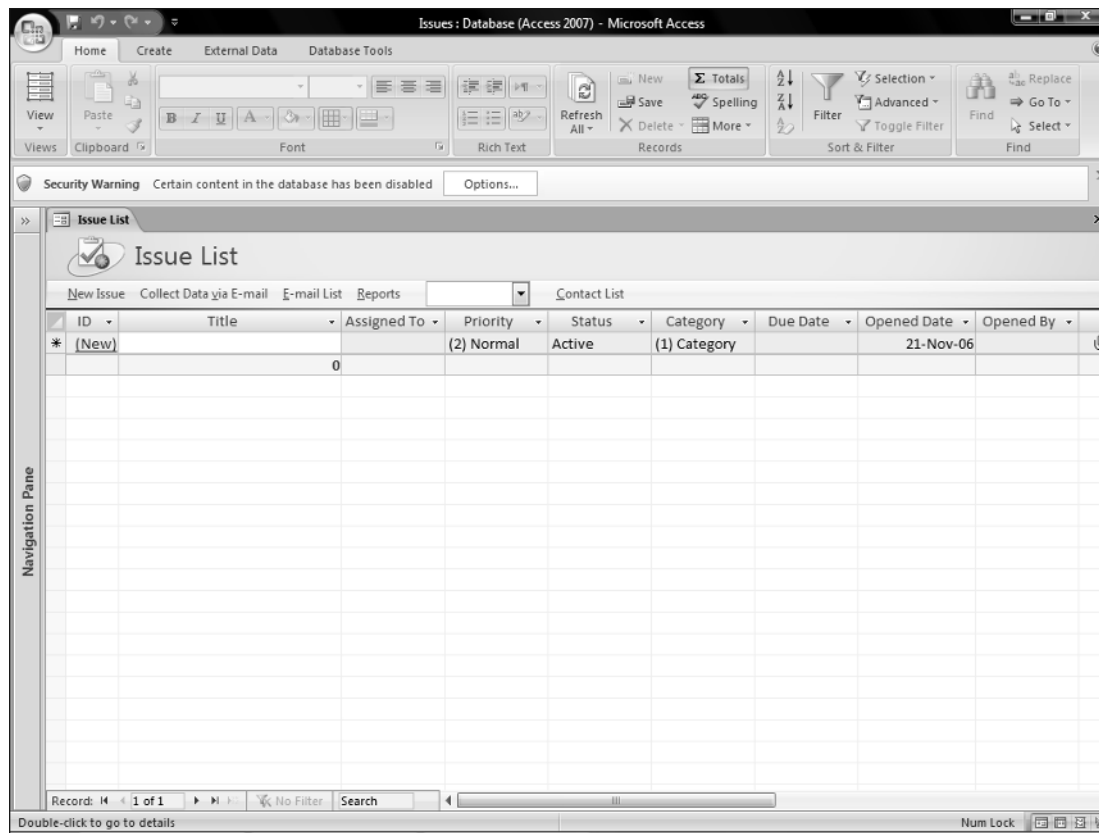 Issues : Database (Access 2007) - Microsoft Access
Home Create External Data Database Tools
New Σ Totals Selection Replace
View Paste Save Spelling Advanced Go To
Refresh All Delete More Filter Toggle Filter Find Select
B I U A
Views Clipboard Font Rich Text Records Sort & Filter Find
Security Warning Certain content in the database has been disabled Options...
Issue List
Issue List
New Issue Collect Data via E-mail E-mail List Reports Contact List
ID Title Assigned To Priority Status Category Due Date Opened Date Opened By
(New) (2) Normal Active (1) Category 21-Nov-06
0
Navigation Pane
Record: 1 of 1 No Filter Search
Double-click to go to details Num Lock